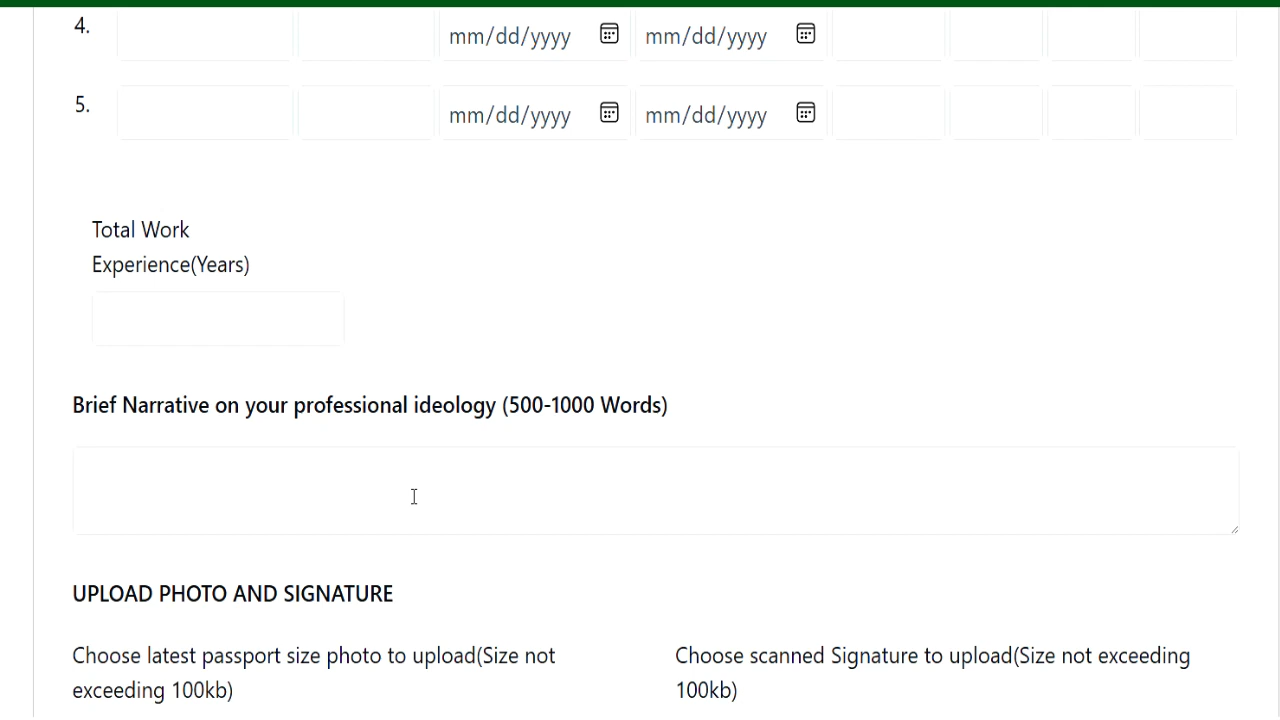 4.
mm/dd/yyyy mm/dd/yyyy
5.
mm/dd/yyyy mm/dd/yyyy
Total Work
Experience(Years)
Brief Narrative on your professional ideology (500-1000 Words)
UPLOAD PHOTO AND SIGNATURE
Choose latest passport size photo to upload(Size not
exceeding 100kb)
Choose scanned Signature to upload(Size not exceeding
100kb)